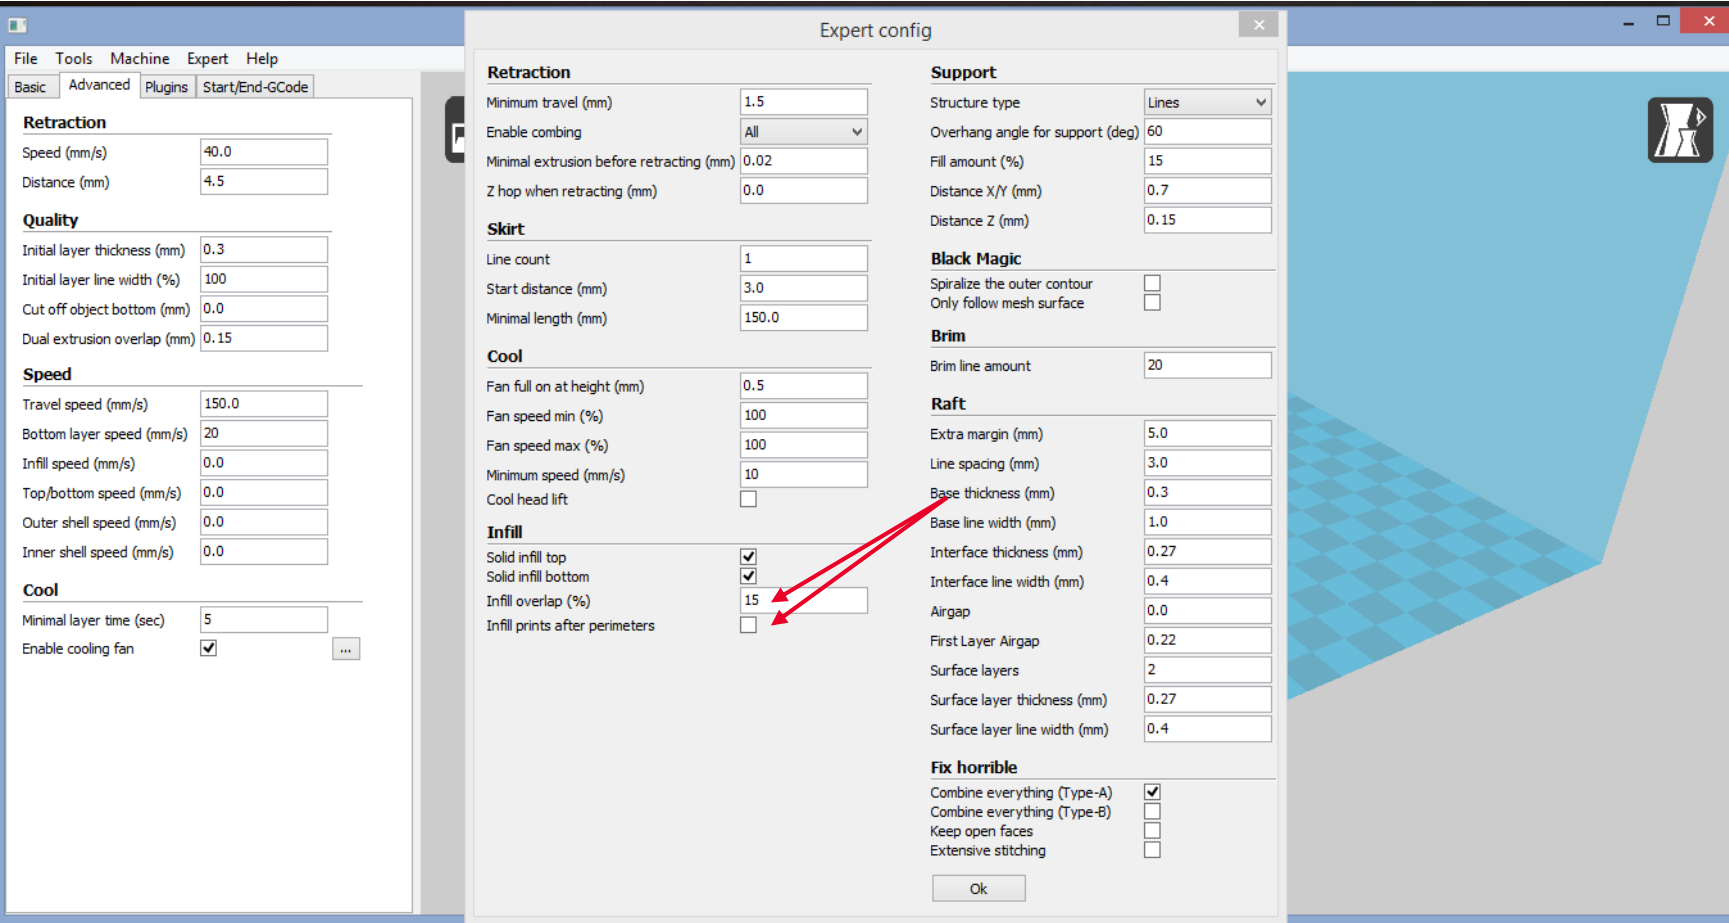 File Tools Machine Expert Help
Basic Advanced Plugins Start/End-GCode
Retraction
Speed (mm/s) 40.0
Distance (mm) 4.5
Quality
Initial layer thickness (mm) 0.3
Initial layer line width (%) 100
Cut off object bottom (mm) 0.0
Dual extrusion overlap (mm) 0.15
Speed
Travel speed (mm/s) 150.0
Bottom layer speed (mm/s) 20
Infill speed (mm/s) 0.0
Top/bottom speed (mm/s) 0.0
Outer shell speed (mm/s) 0.0
Inner shell speed (mm/s) 0.0
Cool
Minimal layer time (sec) 5
Enable cooling fan ...
Expert config
Retraction
Minimum travel (mm) 1.5
Enable combing All
Minimal extrusion before retracting (mm) 0.02
Z hop when retracting (mm) 0.0
Skirt
Line count 1
Start distance (mm) 3.0
Minimal length (mm) 150.0
Cool
Fan full on at height (mm) 0.5
Fan speed min (%) 100
Fan speed max (%) 100
Minimum speed (mm/s) 10
Cool head lift
Infill
Solid infill top
Solid infill bottom
Infill overlap (%) 15
Infill prints after perimeters
Support
Structure type Lines
Overhang angle for support (deg) 60
Fill amount (%) 15
Distance X/Y (mm) 0.7
Distance Z (mm) 0.15
Black Magic
Spiralize the outer contour
Only follow mesh surface
Brim
Brim line amount 20
Raft
Extra margin (mm) 5.0
Line spacing (mm) 3.0
Base thickness (mm) 0.3
Base line width (mm) 1.0
Interface thickness (mm) 0.27
Interface line width (mm) 0.4
Airgap 0.0
First Layer Airgap 0.22
Surface layers 2
Surface layer thickness (mm) 0.27
Surface layer line width (mm) 0.4
Fix horrible
Combine everything (Type-A)
Combine everything (Type-B)
Keep open faces
Extensive stitching
Ok